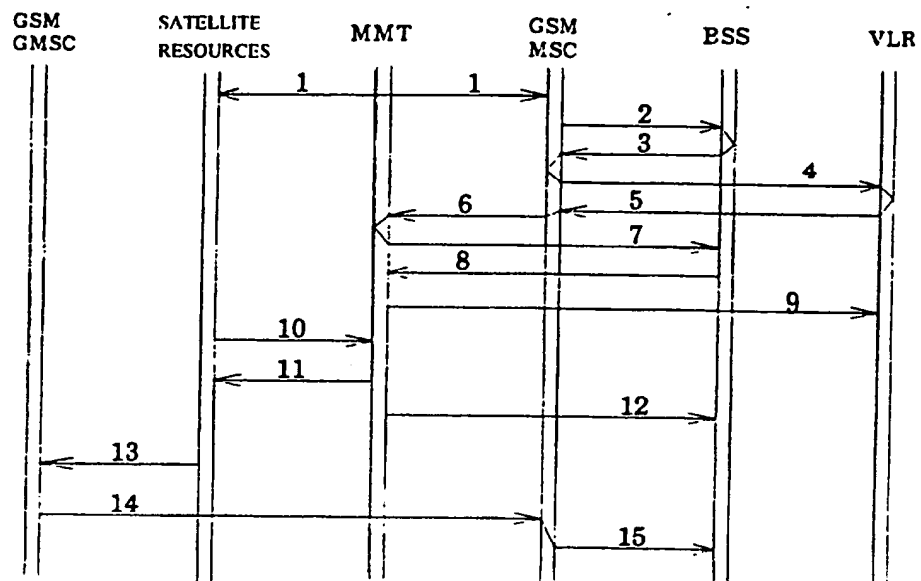 GSM
GMSC
SATELLITE
RESOURCES
MMT
GSM
MSC
BSS
VLR
1
1
2
3
4
5
6
7
8
9
10
11
12
13
14
15